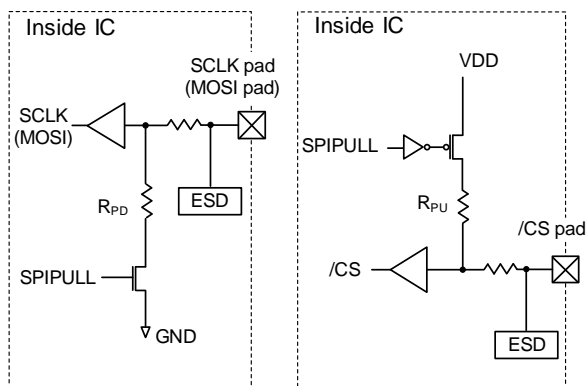 Inside IC
SCLK pad
(MOSI pad)
SCLK
(MOSI)
ESD
RPD
SPIPULL
GND
Inside IC
VDD
SPIPULL
RPU
/CS pad
/CS
ESD